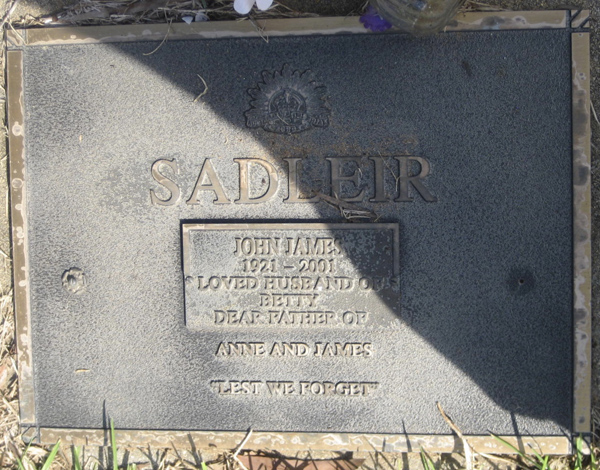 SADLEIR
JOHN JAMES
1921 – 2001
LOVED HUSBAND OF
BETTY
DEAR FATHER OF
ANNE AND JAMES
"LEST WE FORGET"